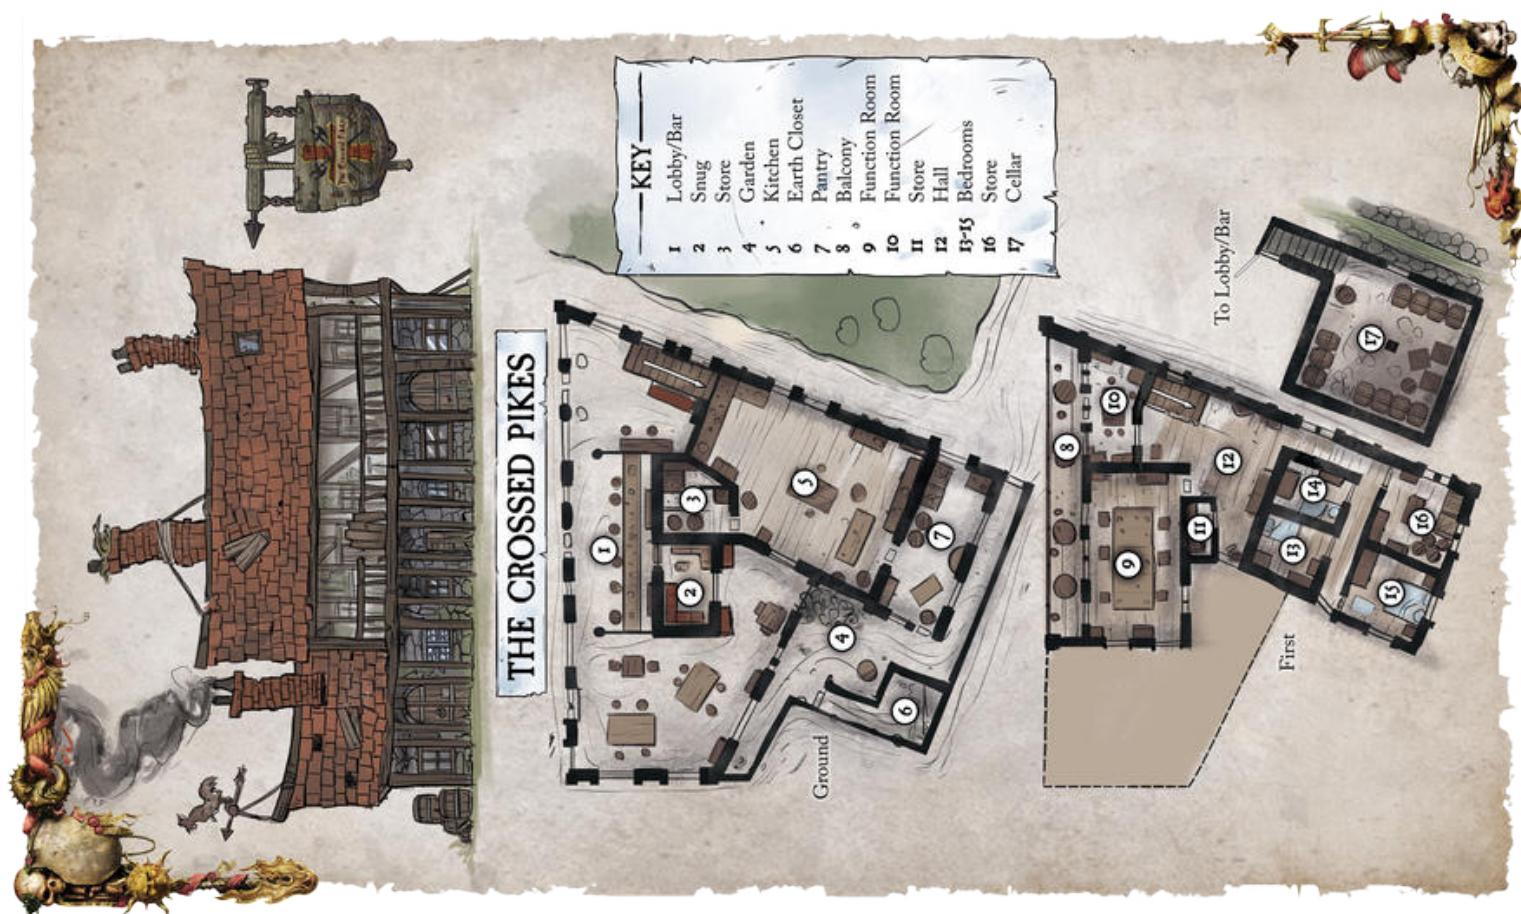 The Crossed Pikes
THE CROSSED PIKES
KEY
1 Lobby/Bar
2 Snug
3 Store
4 Garden
5 Kitchen
6 Earth Closet
7 Pantry
8 Balcony
9 Function Room
10 Function Room
11 Store
12 Hall
13-15 Bedrooms
16 Store
17 Cellar
1
2
3
4
5
6
7
Ground
8
9
10
11
12
13
14
15
16
First
To Lobby/Bar
17